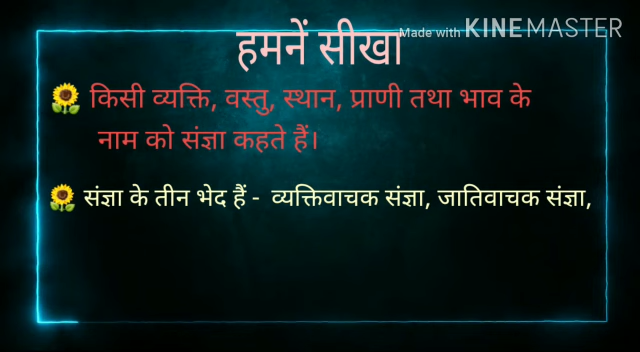 हमनें सीखा
Made with KINEMASTER
किसी व्यक्ति, वस्तु, स्थान, प्राणी तथा भाव के
नाम को संज्ञा कहते हैं।
संज्ञा के तीन भेद हैं - व्यक्तिवाचक संज्ञा, जातिवाचक संज्ञा,